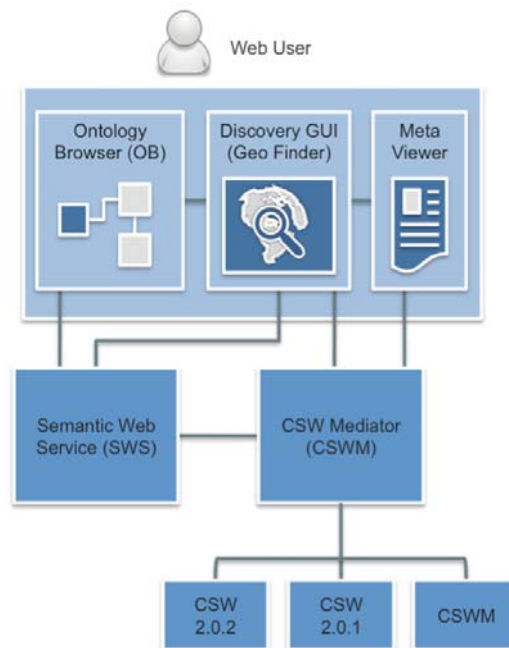 Web User
Ontology
Browser (OB)
Discovery GUI
(Geo Finder)
Meta
Viewer
Semantic Web
Service (SWS)
CSW Mediator
(CSWM)
CSW
2.0.2
CSW
2.0.1
CSWM